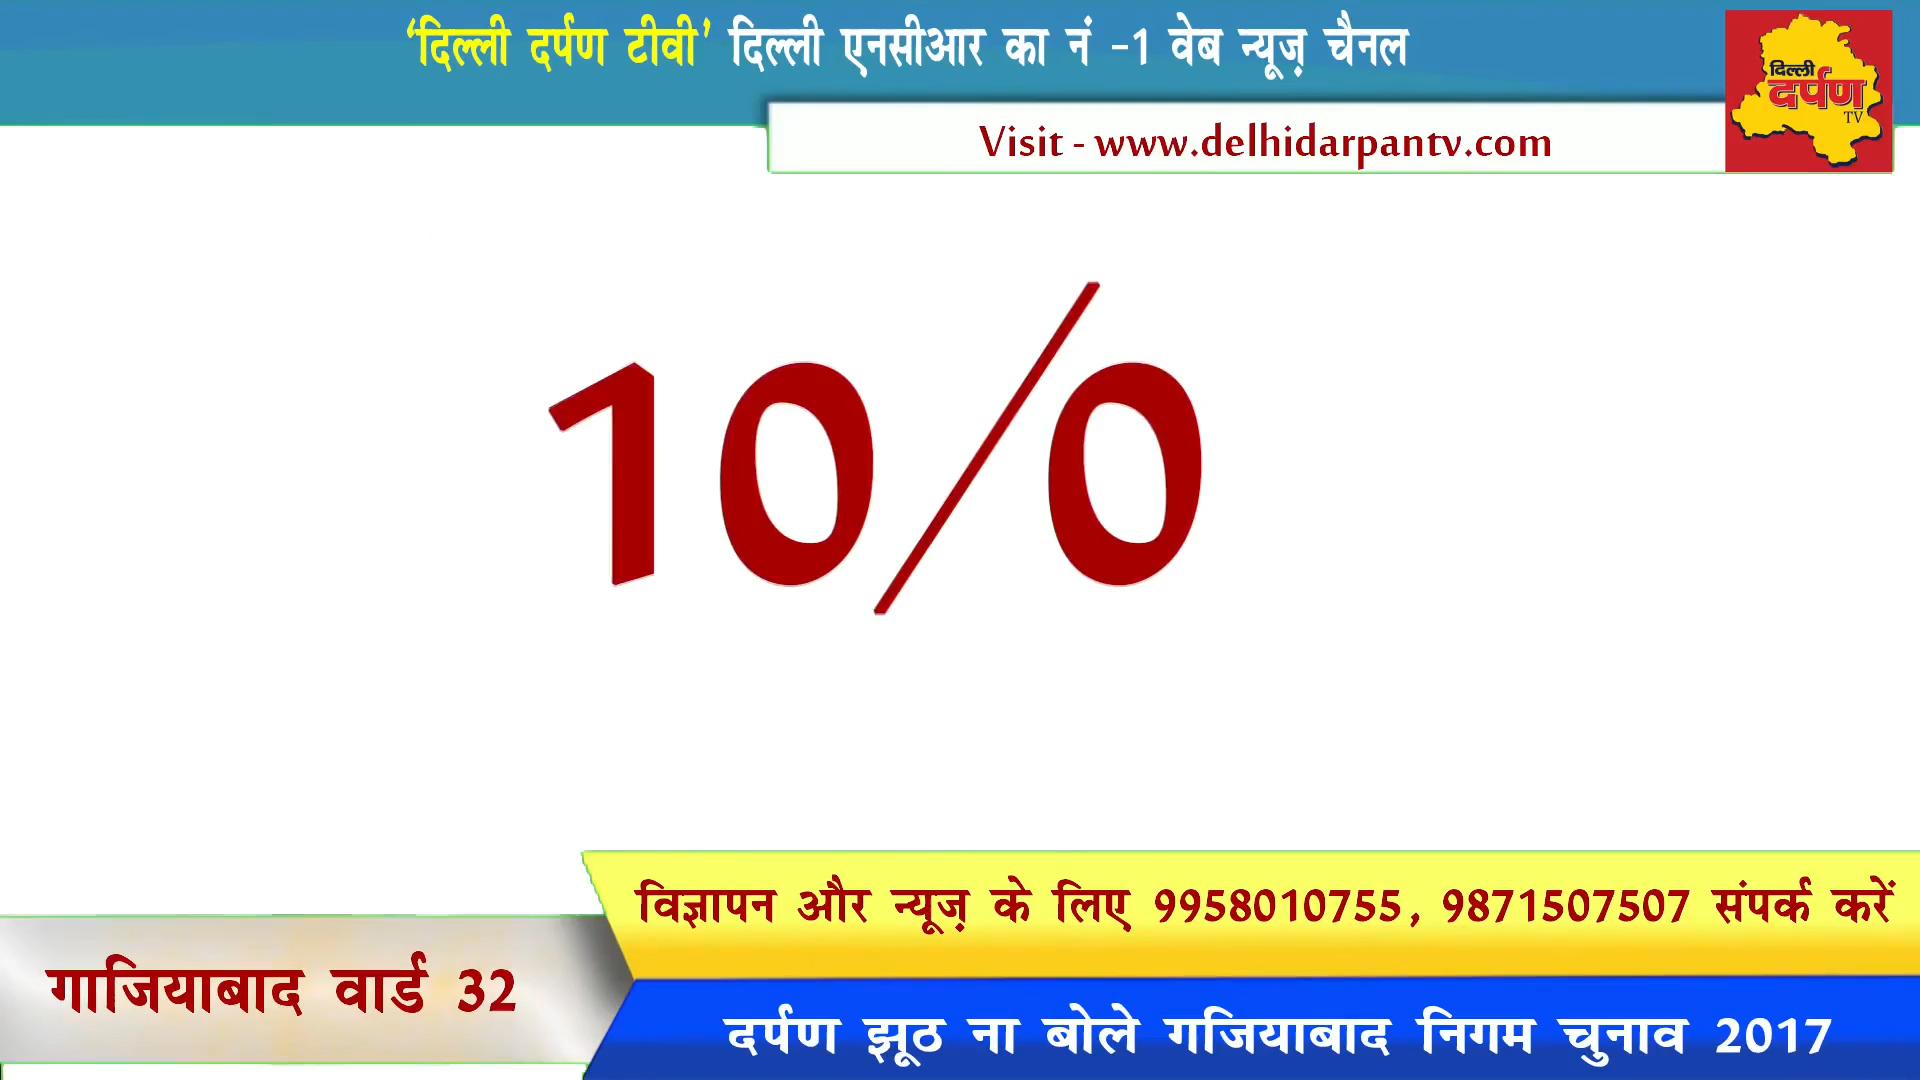 ‘दिल्ली दर्पण टीवी’ दिल्ली एनसीआर का नं -1 वेब न्यूज़ चैनल
Visit - www.delhidarpantv.com
दिल्ली
दर्पण
TV
10/0
विज्ञापन और न्यूज़ के लिए 9958010755, 9871507507 संपर्क करें
गाजियाबाद वार्ड 32
दर्पण झूठ ना बोले गजियाबाद निगम चुनाव 2017